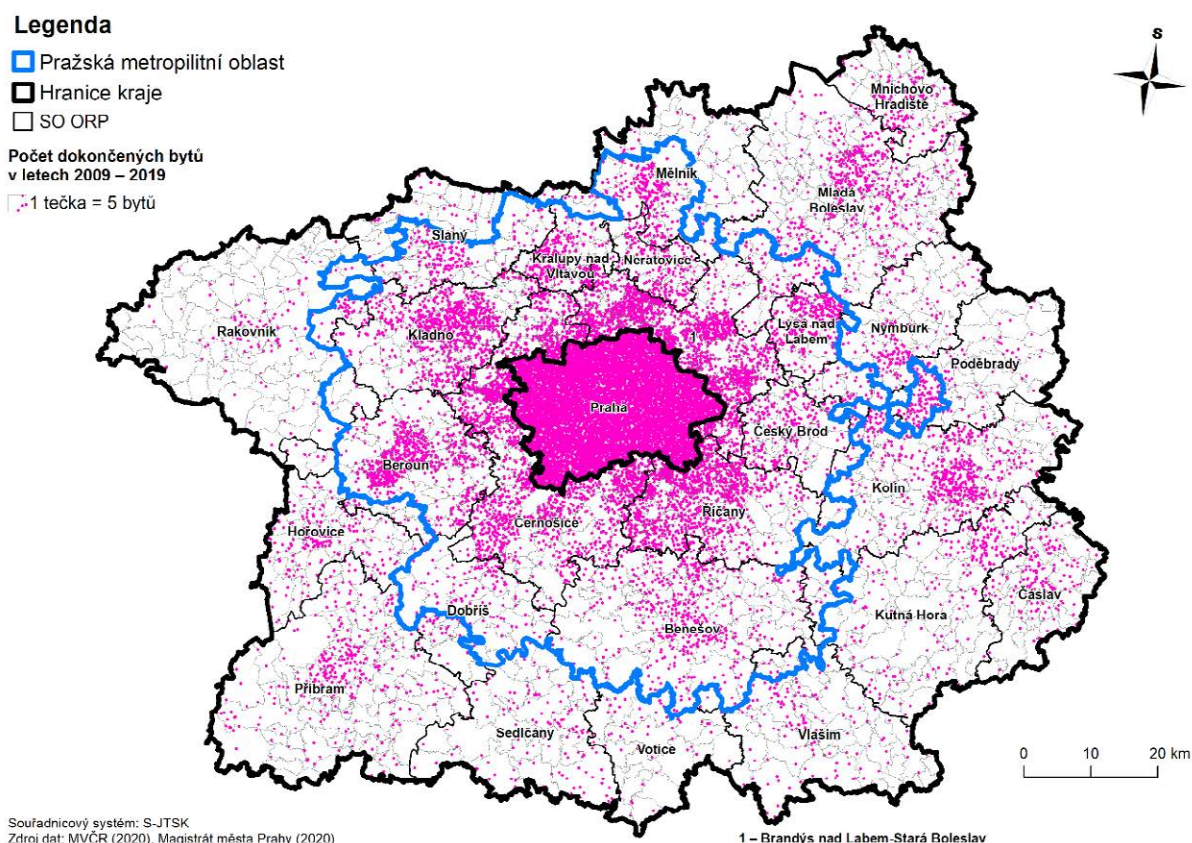 Legenda
Pražská metropilitní oblast
Hranice kraje
SO ORP
Počet dokončených bytů
v letech 2009 – 2019
1 tečka = 5 bytů
S
Mnichovo
Hradiště
Mělník
Mladá
Boleslav
Slaný
Kralupy nad
Vltavou
Neratovice
Rakovník
Kladno
1
Lysá nad
Labem
Nymburk
Poděbrady
Praha
Český Brod
Beroun
Kolín
Hořovice
Černošice
Říčany
Čáslav
Dobříš
Benešov
Kutná Hora
Příbram
Sedlčany
Votice
Vlašim
0 10 20 km
Souřadnicový systém: S-JTSK
Zdroj dat: MVČR (2020), Magistrát města Prahy (2020)
1 – Brandýs nad Labem-Stará Boleslav